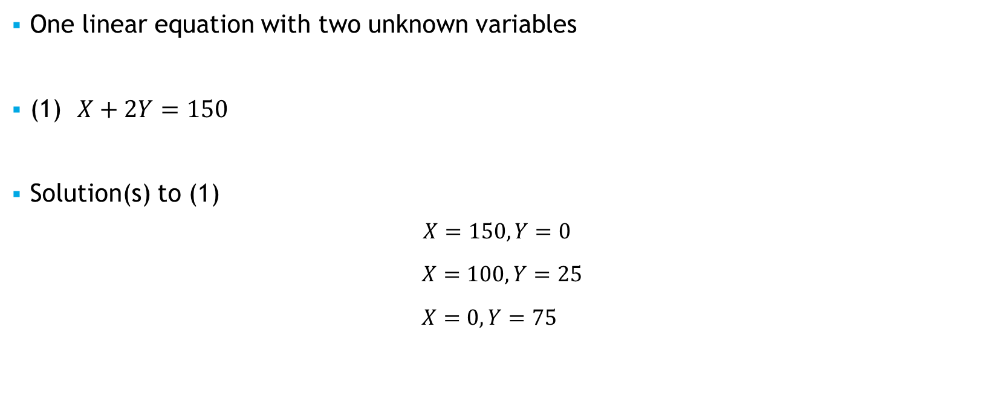 ▪ One linear equation with two unknown variables
▪ (1) X + 2Y = 150
▪ Solution(s) to (1)
X = 150, Y = 0
X = 100, Y = 25
X = 0, Y = 75